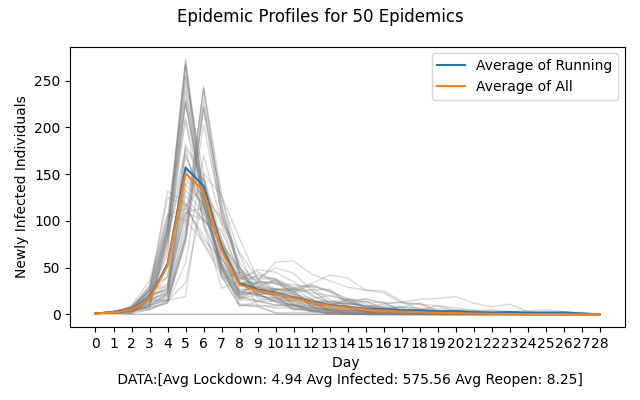 Epidemic Profiles for 50 Epidemics
Average of Running
Average of All
Newly Infected Individuals
250
200
150
100
50
0
0 1 2 3 4 5 6 7 8 9 10 11 12 13 14 15 16 17 18 19 20 21 22 23 24 25 26 27 28
Day
DATA:[Avg Lockdown: 4.94 Avg Infected: 575.56 Avg Reopen: 8.25]